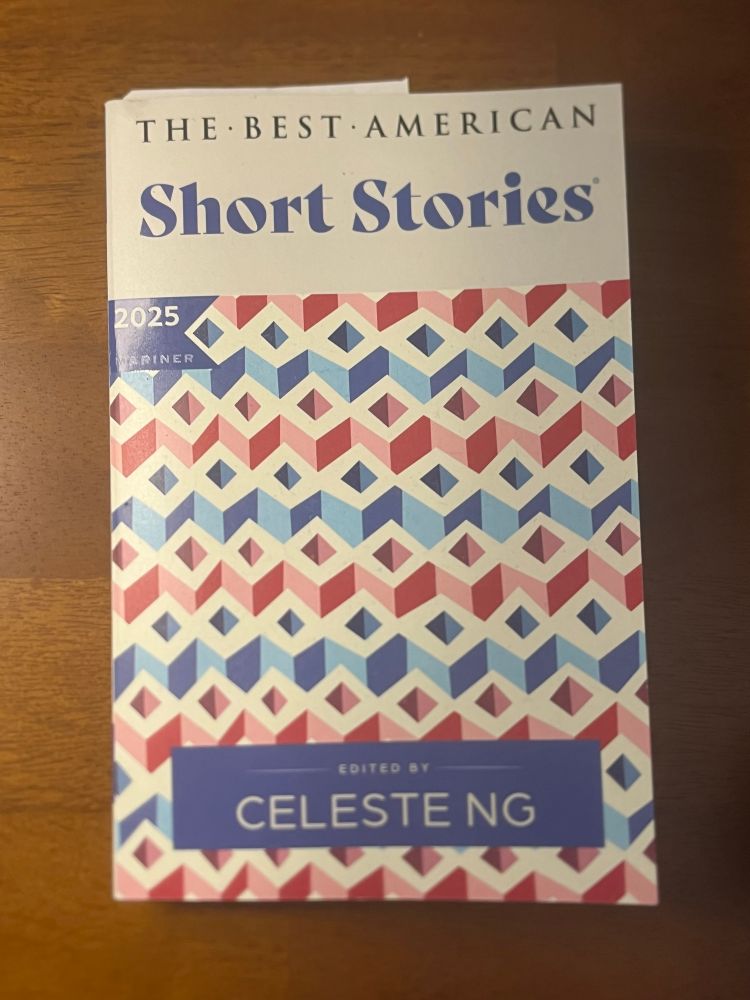 THE·BEST·AMERICAN
Short Stories®
2025
MARINER
EDITED BY
CELESTE NG